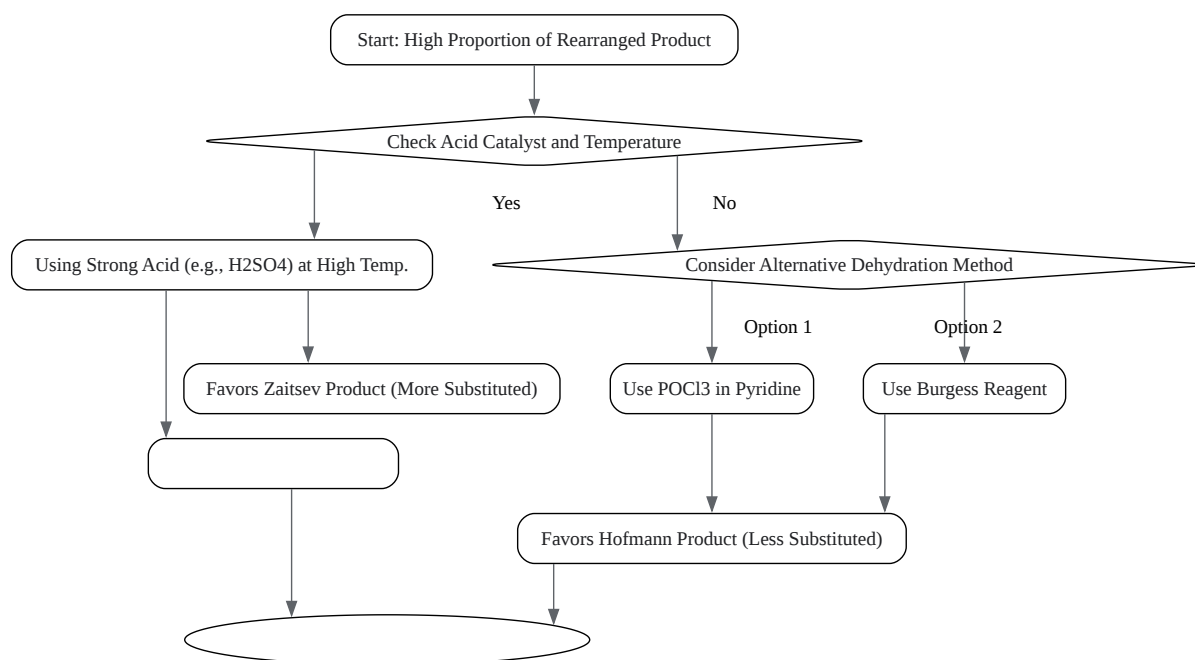 Start: High Proportion of Rearranged Product
Check Acid Catalyst and Temperature
Yes
No
Using Strong Acid (e.g., H2SO4) at High Temp.
Consider Alternative Dehydration Method
Option 1
Option 2
Favors Zaitsev Product (More Substituted)
Use POCl3 in Pyridine
Use Burgess Reagent
Favors Hofmann Product (Less Substituted)